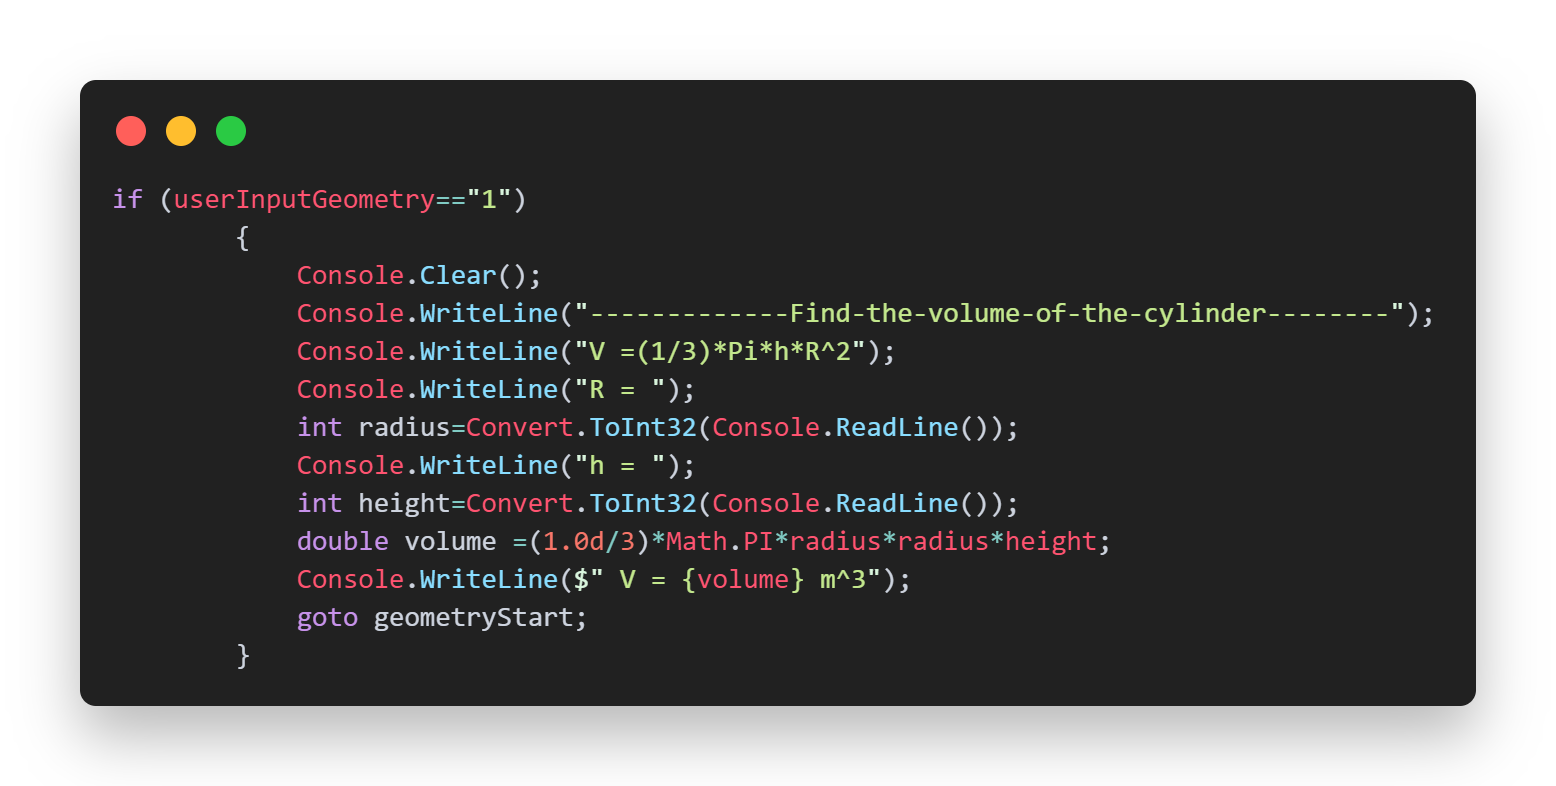 if (userInputGeometry=="1")
{
Console.Clear();
Console.WriteLine("-------------Find-the-volume-of-the-cylinder--------");
Console.WriteLine("V =(1/3)*Pi*h*R^2");
Console.WriteLine("R = ");
int radius=Convert.ToInt32(Console.ReadLine());
Console.WriteLine("h = ");
int height=Convert.ToInt32(Console.ReadLine());
double volume =(1.0d/3)*Math.PI*radius*radius*height;
Console.WriteLine($" V = {volume} m^3");
goto geometryStart;
}